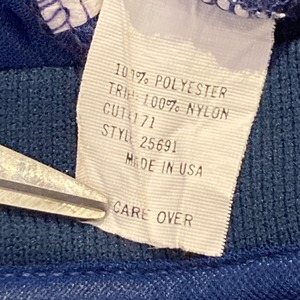 100% POLYESTER
TRIM: 100% NYLON
CUT# 171
STYLE 25691
MADE IN USA
CARE OVER